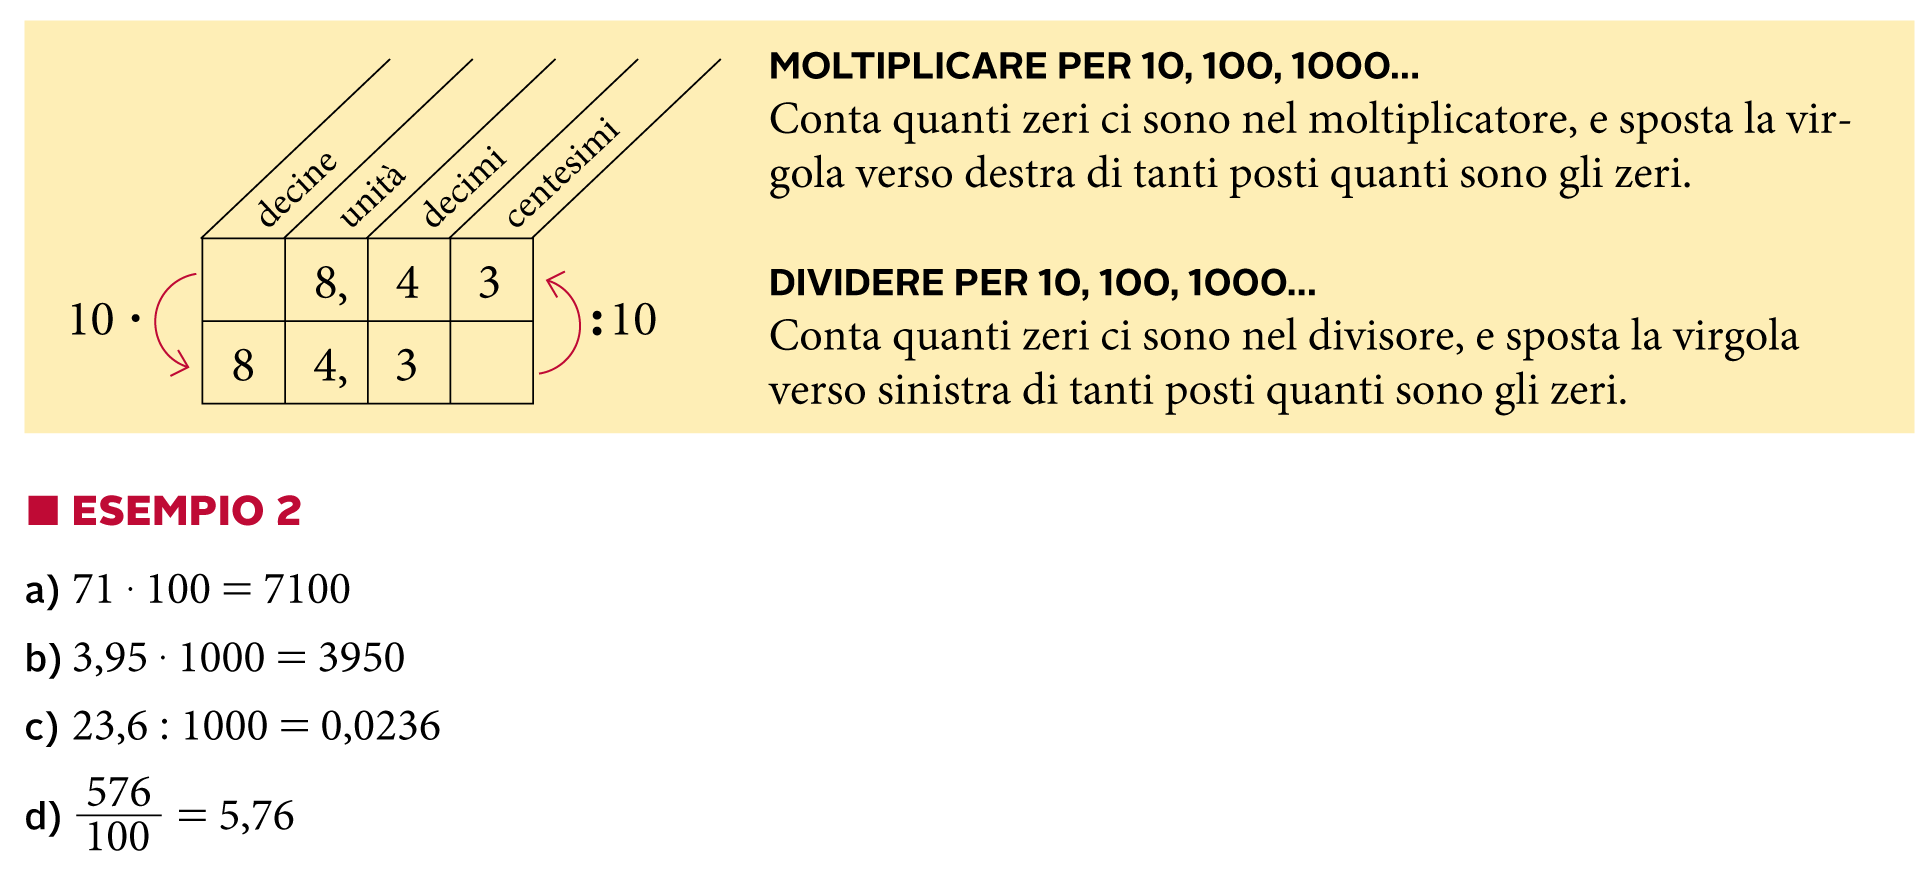 decine unità decimi centesimi
8, 4 3
10 · : 10
8 4, 3
MOLTIPLICARE PER 10, 100, 1000...
Conta quanti zeri ci sono nel moltiplicatore, e sposta la vir-
gola verso destra di tanti posti quanti sono gli zeri.
DIVIDERE PER 10, 100, 1000...
Conta quanti zeri ci sono nel divisore, e sposta la virgola
verso sinistra di tanti posti quanti sono gli zeri.
ESEMPIO 2
a) 71 · 100 = 7100
b) 3,95 · 1000 = 3950
c) 23,6 : 1000 = 0,0236
d) 576/100 = 5,76